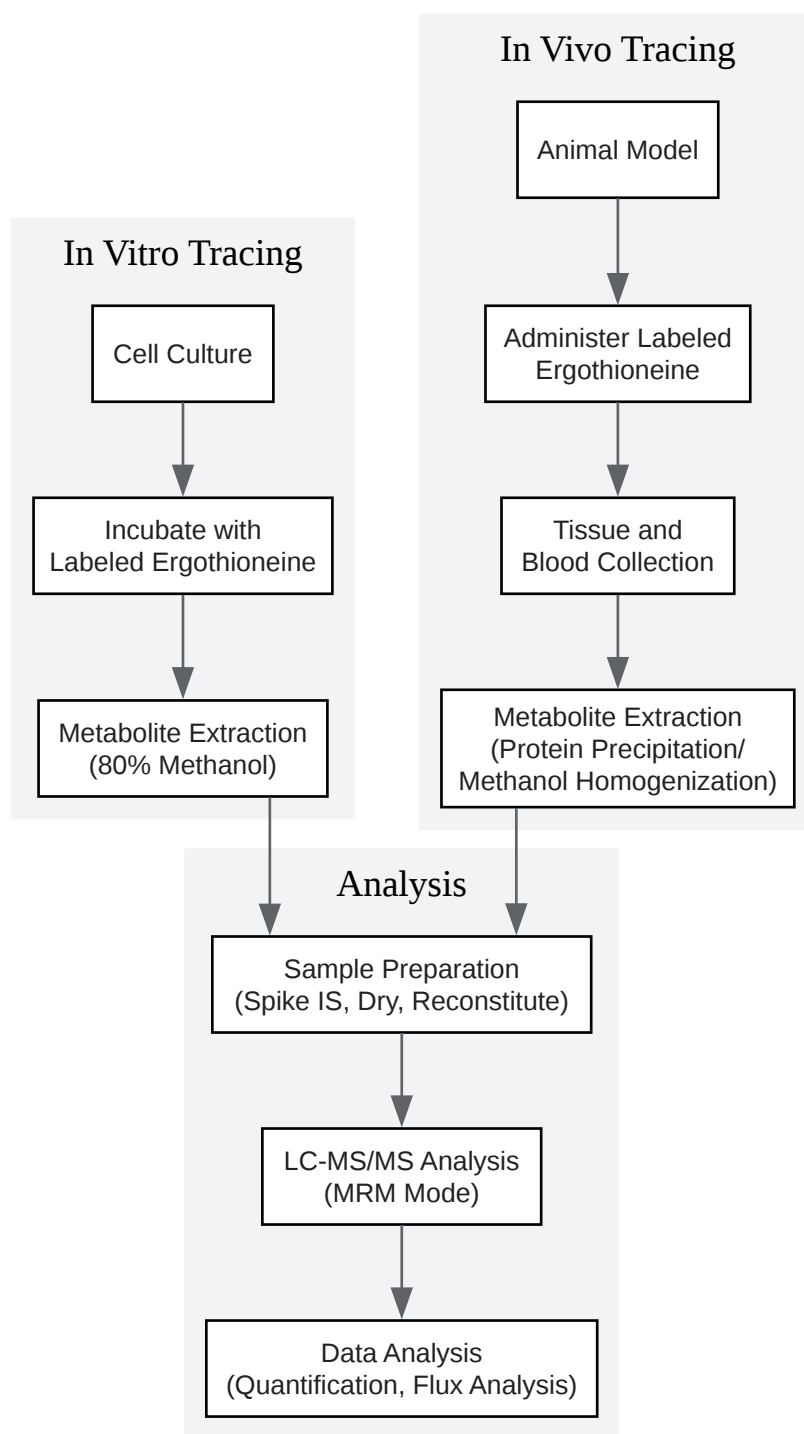 In Vivo Tracing
Animal Model
Administer Labeled
Ergothioneine
Tissue and
Blood Collection
Metabolite Extraction
(Protein Precipitation/
Methanol Homogenization)
In Vitro Tracing
Cell Culture
Incubate with
Labeled Ergothioneine
Metabolite Extraction
(80% Methanol)
Analysis
Sample Preparation
(Spike IS, Dry, Reconstitute)
LC-MS/MS Analysis
(MRM Mode)
Data Analysis
(Quantification, Flux Analysis)